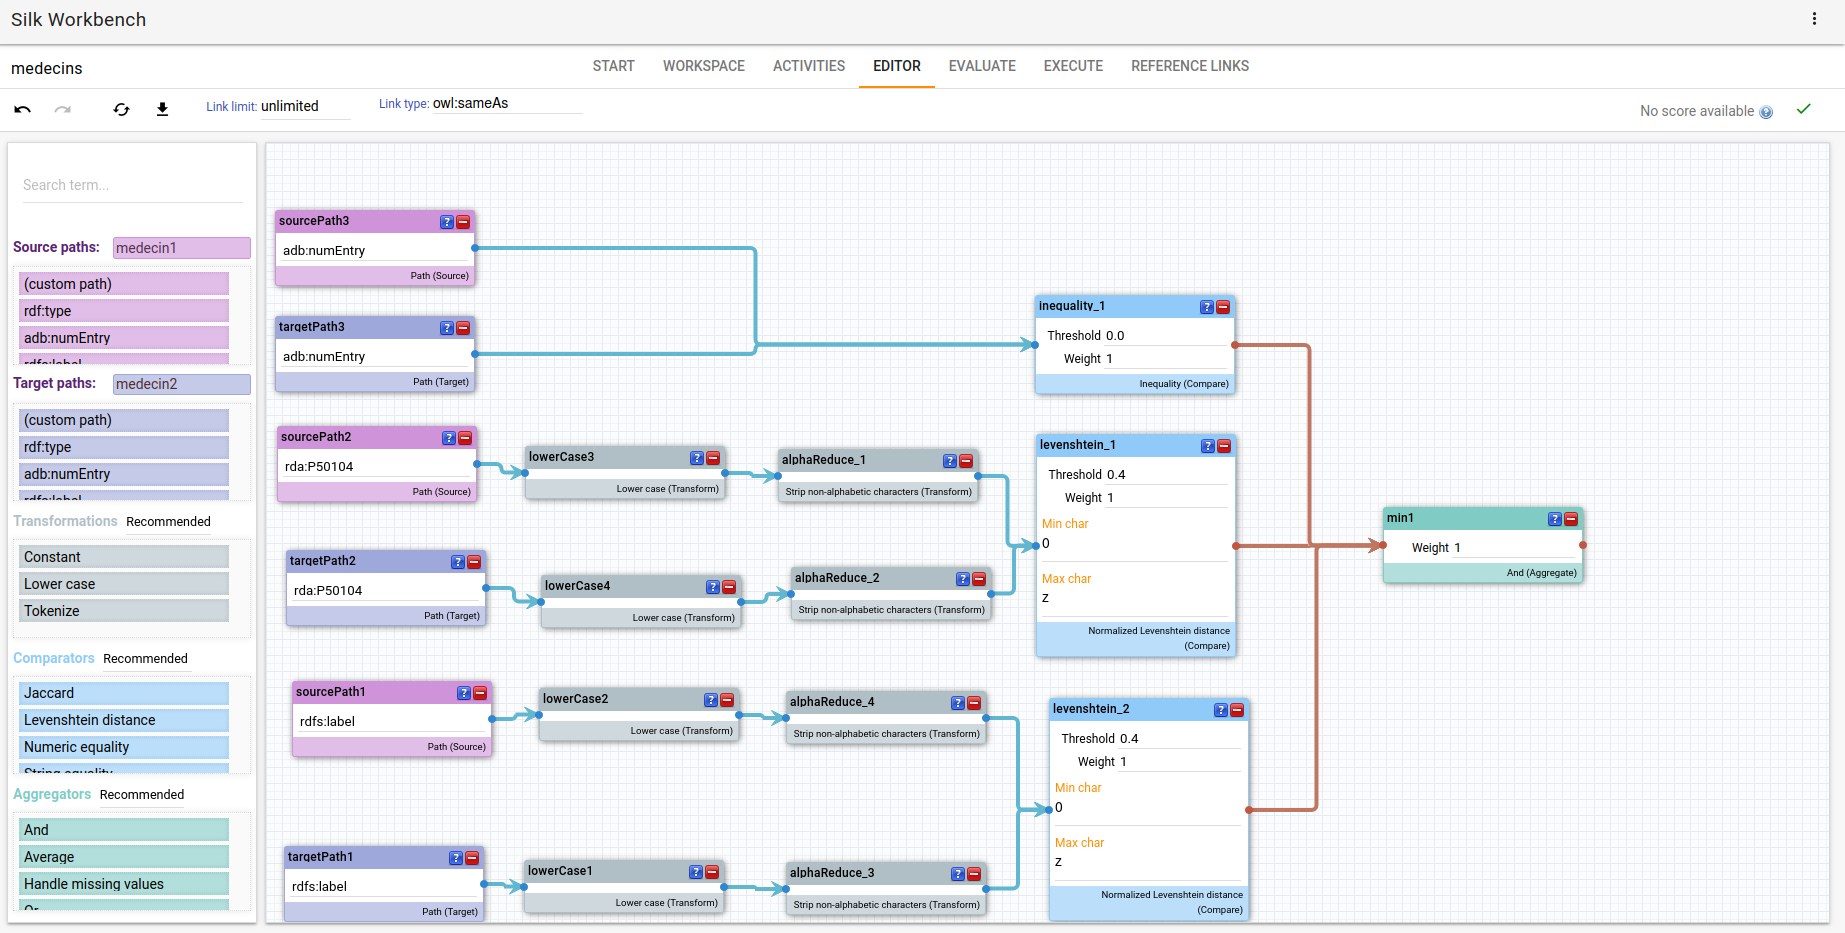 Silk Workbench
medecins
START WORKSPACE ACTIVITIES EDITOR EVALUATE EXECUTE REFERENCE LINKS
Link limit: unlimited
Link type: owl:sameAs
No score available
Search term...
Source paths: medecin1
(custom path)
rdf:type
adb:numEntry
rdfs:label
Target paths: medecin2
(custom path)
rdf:type
adb:numEntry
rdfs:label
Transformations Recommended
Constant
Lower case
Tokenize
Comparators Recommended
Jaccard
Levenshtein distance
Numeric equality
String equality
Aggregators Recommended
And
Average
Handle missing values
Or
sourcePath3
adb:numEntry
Path (Source)
targetPath3
adb:numEntry
Path (Target)
inequality_1
Threshold 0.0
Weight 1
Inequality (Compare)
sourcePath2
rda:P50104
Path (Source)
lowerCase3
Lower case (Transform)
alphaReduce_1
Strip non-alphabetic characters (Transform)
targetPath2
rda:P50104
Path (Target)
lowerCase4
Lower case (Transform)
alphaReduce_2
Strip non-alphabetic characters (Transform)
levenshtein_1
Threshold 0.4
Weight 1
Min char
0
Max char
z
Normalized Levenshtein distance
(Compare)
min1
Weight 1
And (Aggregate)
sourcePath1
rdfs:label
Path (Source)
lowerCase2
Lower case (Transform)
alphaReduce_4
Strip non-alphabetic characters (Transform)
targetPath1
rdfs:label
Path (Target)
lowerCase1
Lower case (Transform)
alphaReduce_3
Strip non-alphabetic characters (Transform)
levenshtein_2
Threshold 0.4
Weight 1
Min char
0
Max char
z
Normalized Levenshtein distance
(Compare)